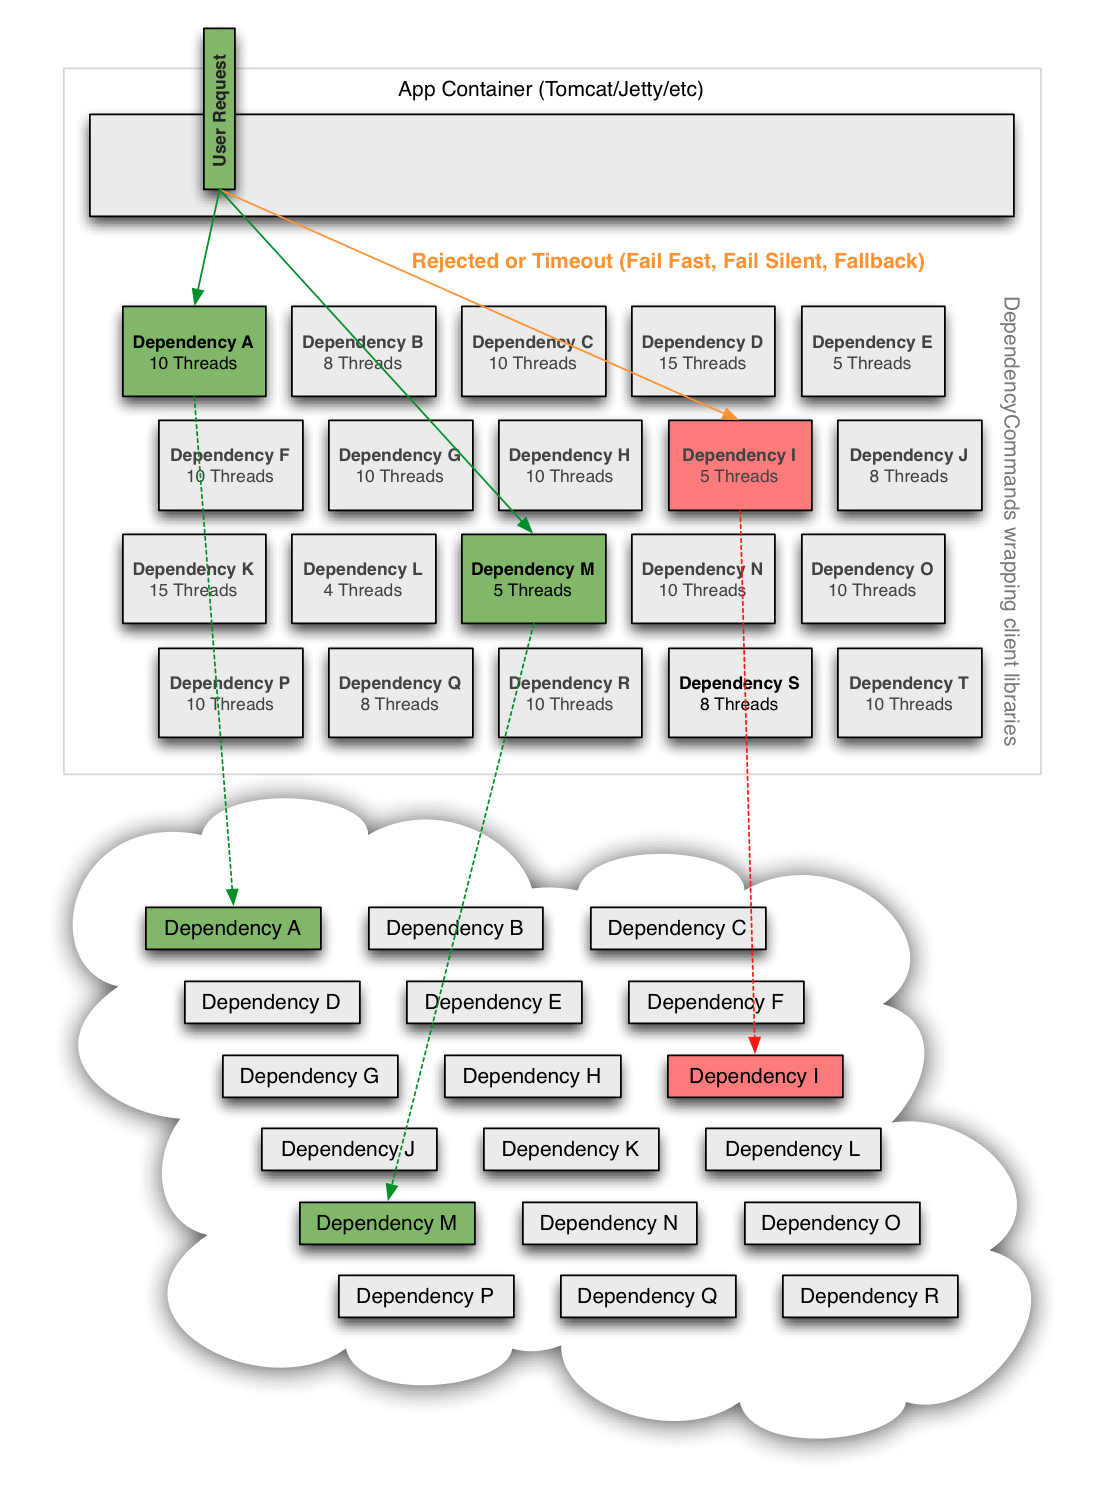 User Request
App Container (Tomcat/Jetty/etc)
Rejected or Timeout (Fail Fast, Fail Silent, Fallback)
Dependency A
10 Threads
Dependency B
8 Threads
Dependency C
10 Threads
Dependency D
15 Threads
Dependency E
5 Threads
Dependency F
10 Threads
Dependency G
10 Threads
Dependency H
10 Threads
Dependency I
5 Threads
Dependency J
8 Threads
Dependency K
15 Threads
Dependency L
4 Threads
Dependency M
5 Threads
Dependency N
10 Threads
Dependency O
10 Threads
Dependency P
10 Threads
Dependency Q
8 Threads
Dependency R
10 Threads
Dependency S
8 Threads
Dependency T
10 Threads
DependencyCommands wrapping client libraries
Dependency A
Dependency B
Dependency C
Dependency D
Dependency E
Dependency F
Dependency G
Dependency H
Dependency I
Dependency J
Dependency K
Dependency L
Dependency M
Dependency N
Dependency O
Dependency P
Dependency Q
Dependency R